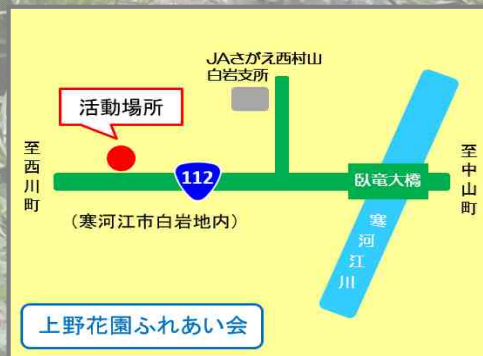 JAさがえ西村山
白岩支所
活動場所
至西川町
112
臥竜大橋
至中山町
(寒河江市白岩地内)
寒河江川
上野花園ふれあい会